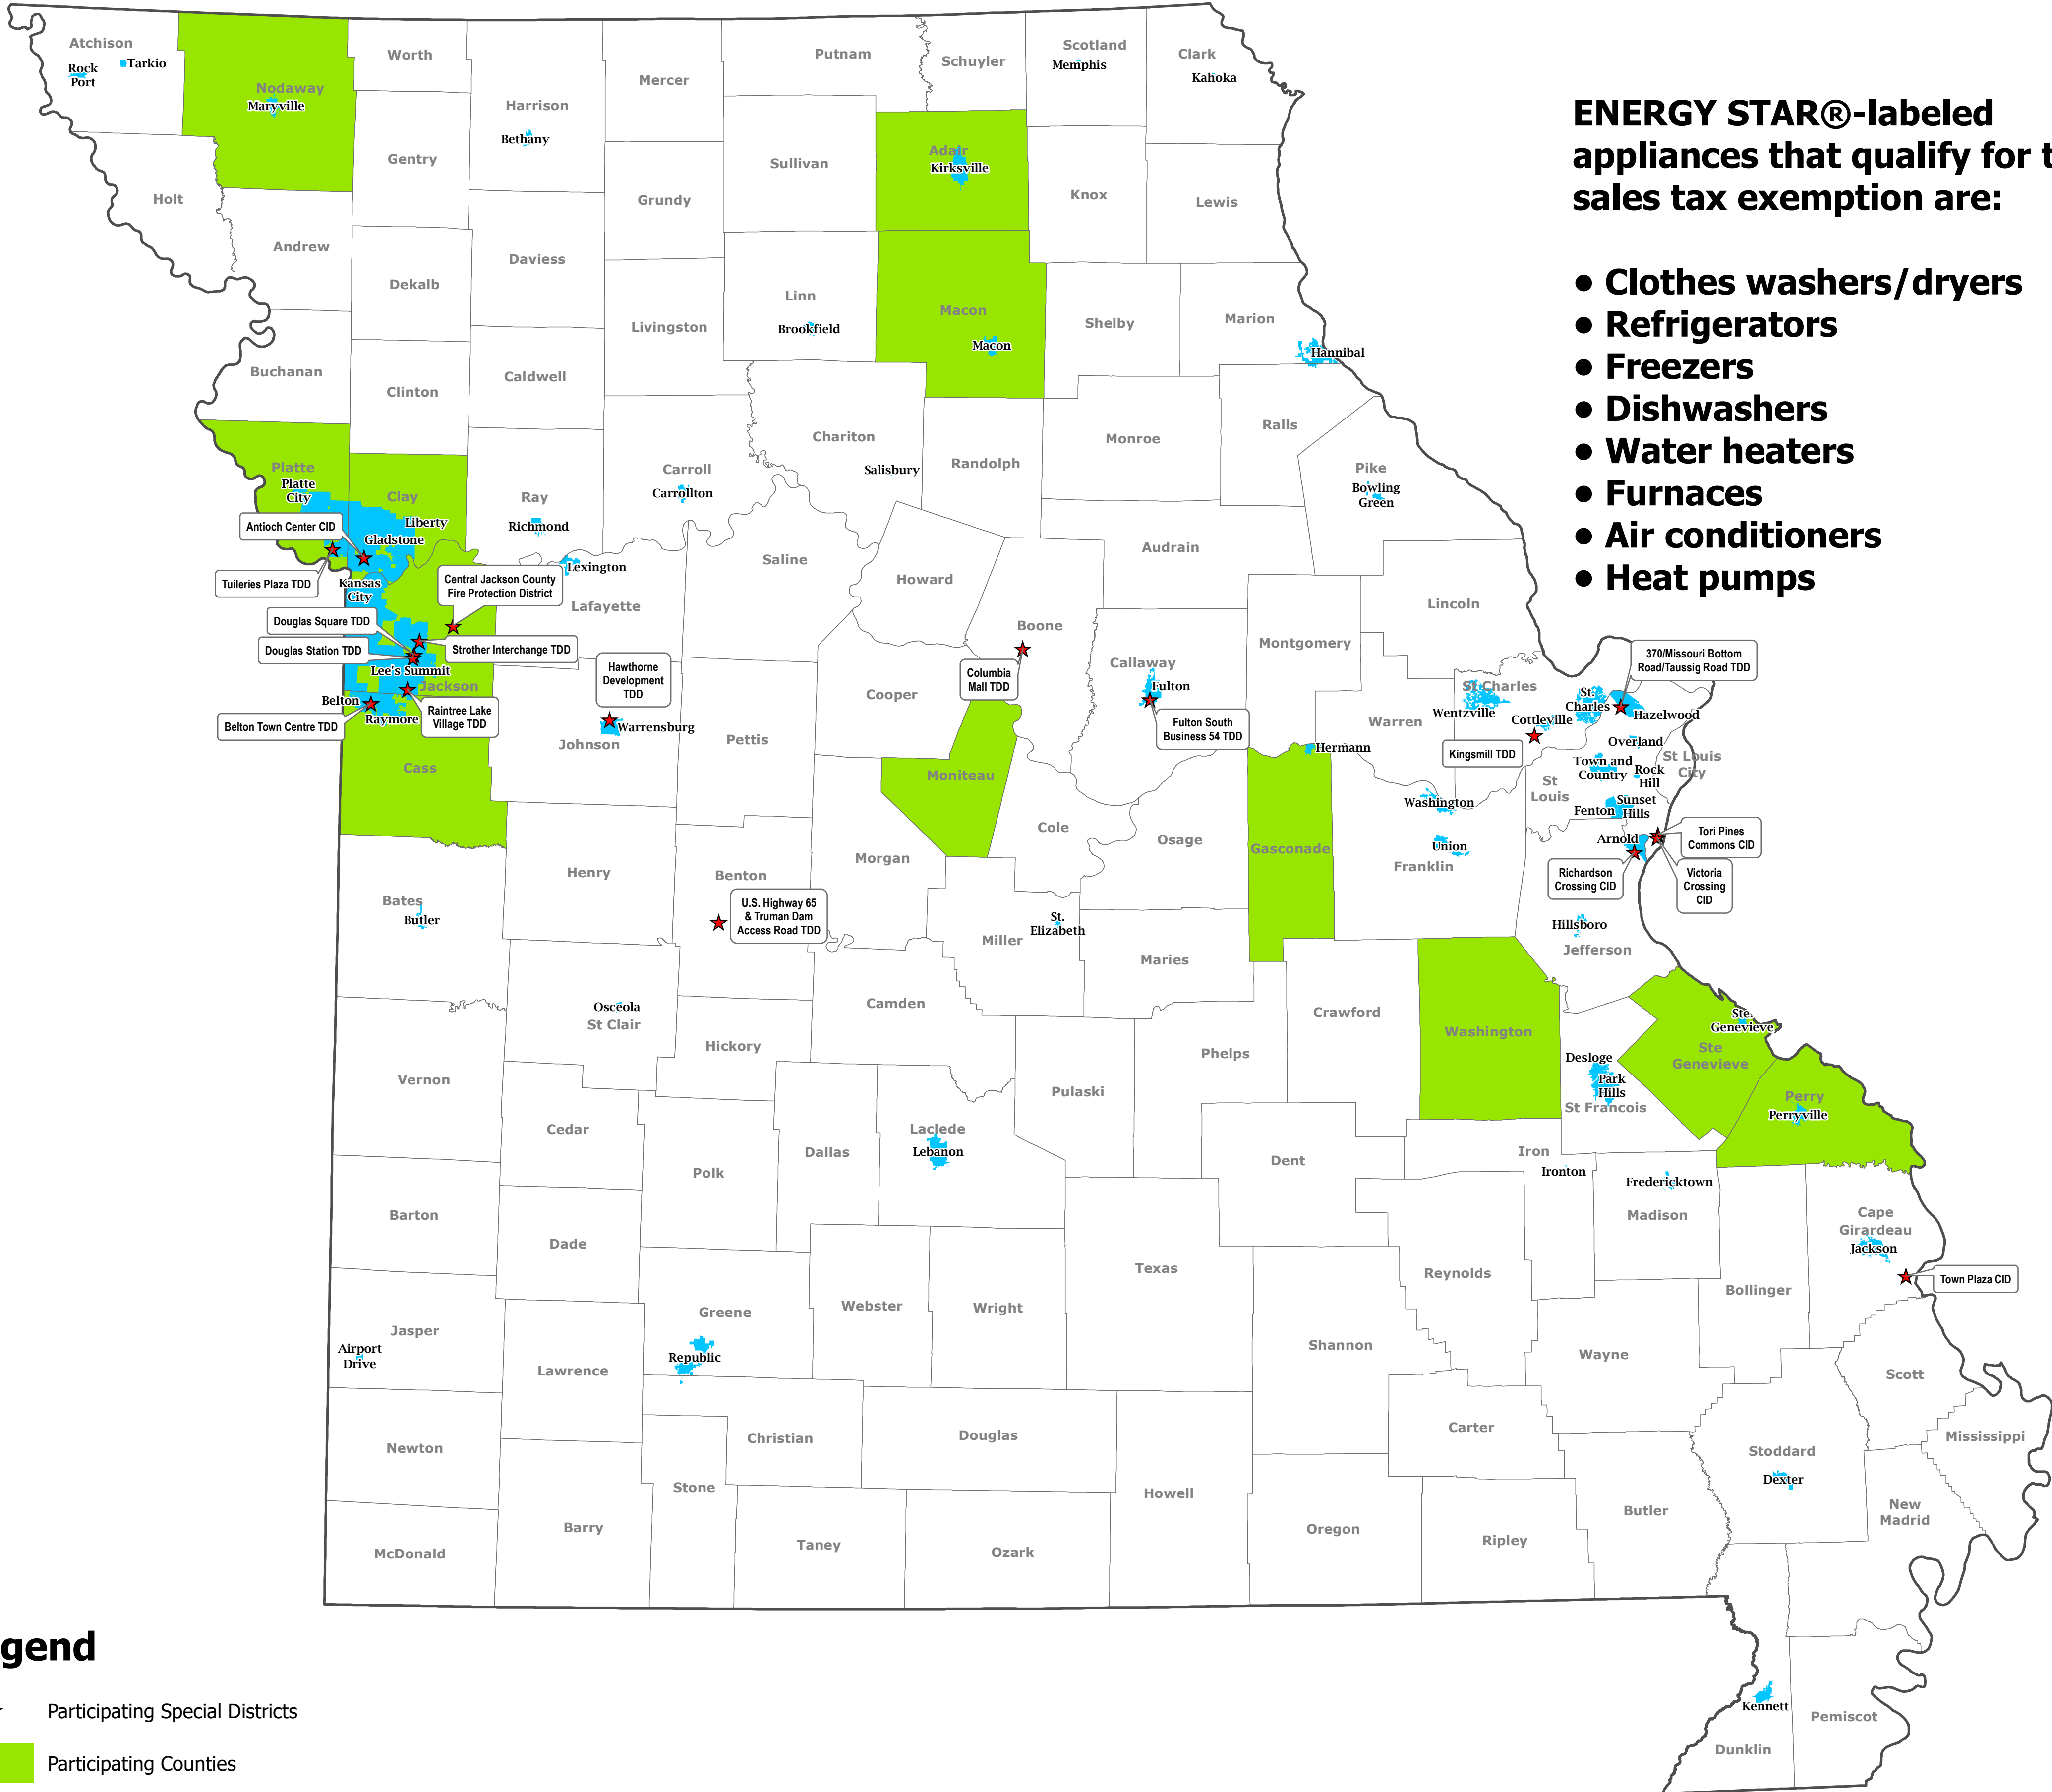 ENERGY STAR®-labeled
appliances that qualify for t
sales tax exemption are:
● Clothes washers/dryers
● Refrigerators
● Freezers
● Dishwashers
● Water heaters
● Furnaces
● Air conditioners
● Heat pumps
Atchison
Rock
Port
Tarkio
Nodaway
Maryville
Worth
Harrison
Bethany
Mercer
Putnam
Schuyler
Scotland
Memphis
Clark
Kahoka
Holt
Gentry
Andrew
Dekalb
Daviess
Grundy
Sullivan
Adair
Kirksville
Knox
Lewis
Buchanan
Clinton
Caldwell
Livingston
Linn
Brookfield
Macon
Macon
Shelby
Marion
Hannibal
Platte
Platte
City
Clay
Liberty
Gladstone
Antioch Center CID
Tuileries Plaza TDD
Kansas
City
Ray
Richmond
Carroll
Carrollton
Chariton
Salisbury
Randolph
Monroe
Ralls
Pike
Bowling
Green
Central Jackson County
Fire Protection District
Douglas Square TDD
Douglas Station TDD
Strother Interchange TDD
Lee's Summit
Jackson
Belton
Raymore
Belton Town Centre TDD
Raintree Lake
Village TDD
Lexington
Lafayette
Saline
Howard
Boone
Columbia
Mall TDD
Audrain
Callaway
Fulton
Fulton South
Business 54 TDD
Montgomery
Lincoln
Hawthorne
Development
TDD
Warrensburg
Johnson
Pettis
Cooper
Moniteau
Cole
Osage
Gasconade
Hermann
Warren
St Charles
Wentzville
Cottleville
St.
Charles
Kingsmill TDD
370/Missouri Bottom
Road/Taussig Road TDD
Hazelwood
Overland
Town and
Country
Rock
Hill
St Louis
City
St
Louis
Fenton
Sunset
Hills
Washington
Union
Franklin
Arnold
Tori Pines
Commons CID
Richardson
Crossing CID
Victoria
Crossing
CID
Hillsboro
Jefferson
Cass
Bates
Butler
Henry
Benton
U.S. Highway 65
& Truman Dam
Access Road TDD
Morgan
Miller
St.
Elizabeth
Maries
Osceola
St Clair
Hickory
Camden
Pulaski
Phelps
Crawford
Washington
Ste.
Genevieve
Ste
Genevieve
Desloge
Park
Hills
St Francois
Perry
Perryville
Vernon
Cedar
Polk
Dallas
Laclede
Lebanon
Dent
Iron
Ironton
Fredericktown
Madison
Cape
Girardeau
Jackson
Town Plaza CID
Barton
Dade
Greene
Republic
Webster
Wright
Texas
Shannon
Reynolds
Wayne
Bollinger
Scott
Mississippi
Jasper
Airport
Drive
Lawrence
Christian
Douglas
Howell
Carter
Stoddard
Dexter
New
Madrid
Newton
Stone
Barry
McDonald
Taney
Ozark
Oregon
Ripley
Butler
Kennett
Pemiscot
Dunklin
gend
Participating Special Districts
Participating Counties